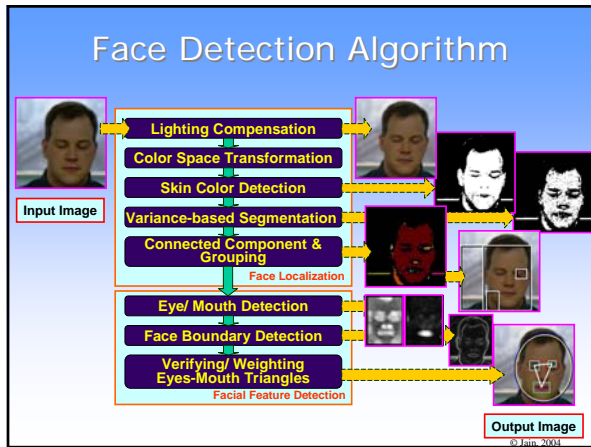 Face Detection Algorithm
Lighting Compensation
Color Space Transformation
Skin Color Detection
Input Image
Variance-based Segmentation
Connected Component &
Grouping
Face Localization
Eye/ Mouth Detection
Face Boundary Detection
Verifying/ Weighting
Eyes-Mouth Triangles
Facial Feature Detection
Output Image
© Jain, 2004